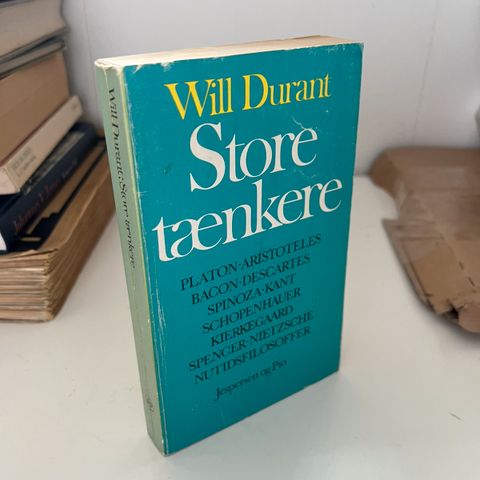 Will Durant
Store
tænkere
PLATON·ARISTOTELES
BACON·DESCARTES
SPINOZA·KANT
SCHOPENHAUER
KIERKEGAARD
SPENCER·NIETZSCHE
NUTIDSFILOSOFFER
Jespersen og Pio
Will Durant: Store tænkere